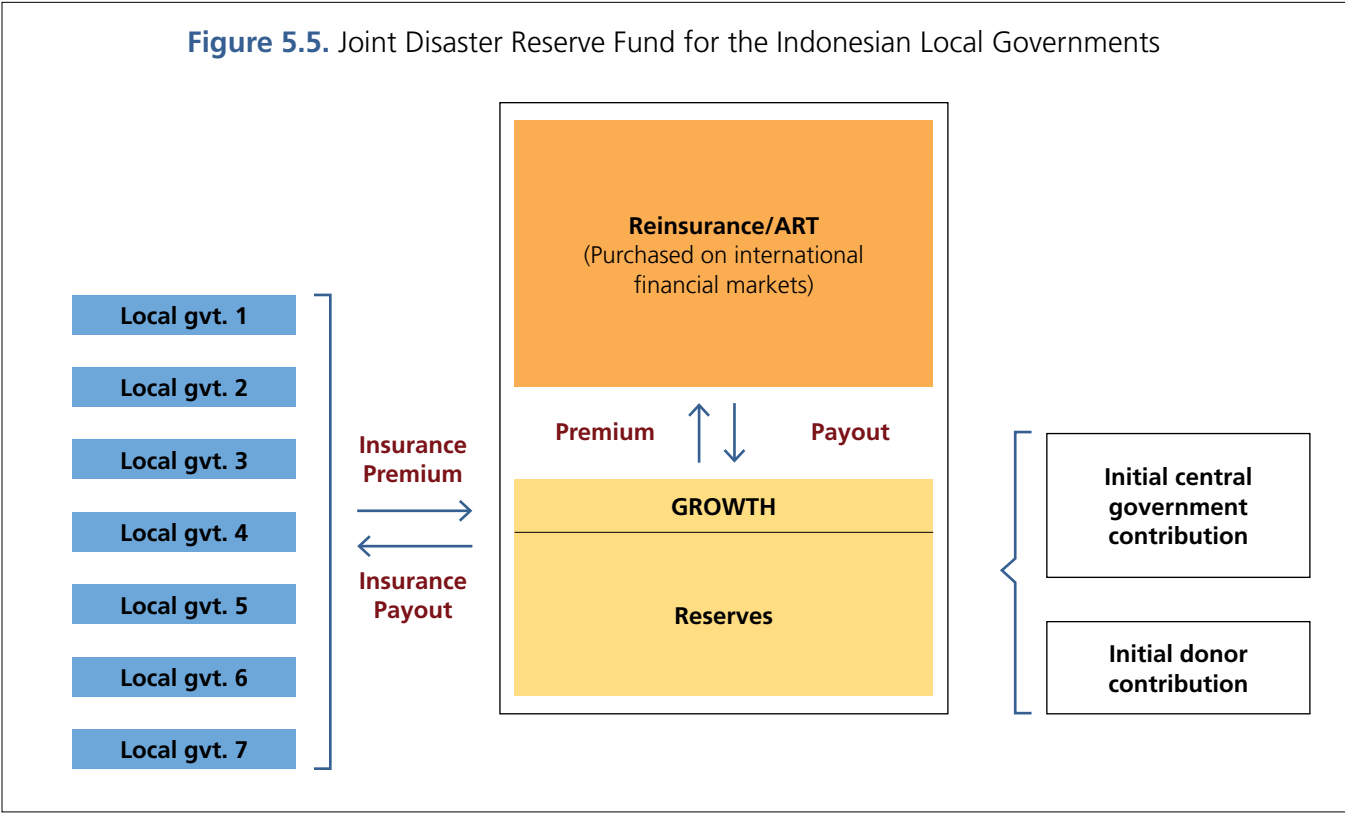 Figure 5.5. Joint Disaster Reserve Fund for the Indonesian Local Governments
Local gvt. 1
Local gvt. 2
Local gvt. 3
Local gvt. 4
Local gvt. 5
Local gvt. 6
Local gvt. 7
Insurance
Premium
Insurance
Payout
Reinsurance/ART
(Purchased on international
financial markets)
Premium
Payout
GROWTH
Reserves
Initial central
government
contribution
Initial donor
contribution